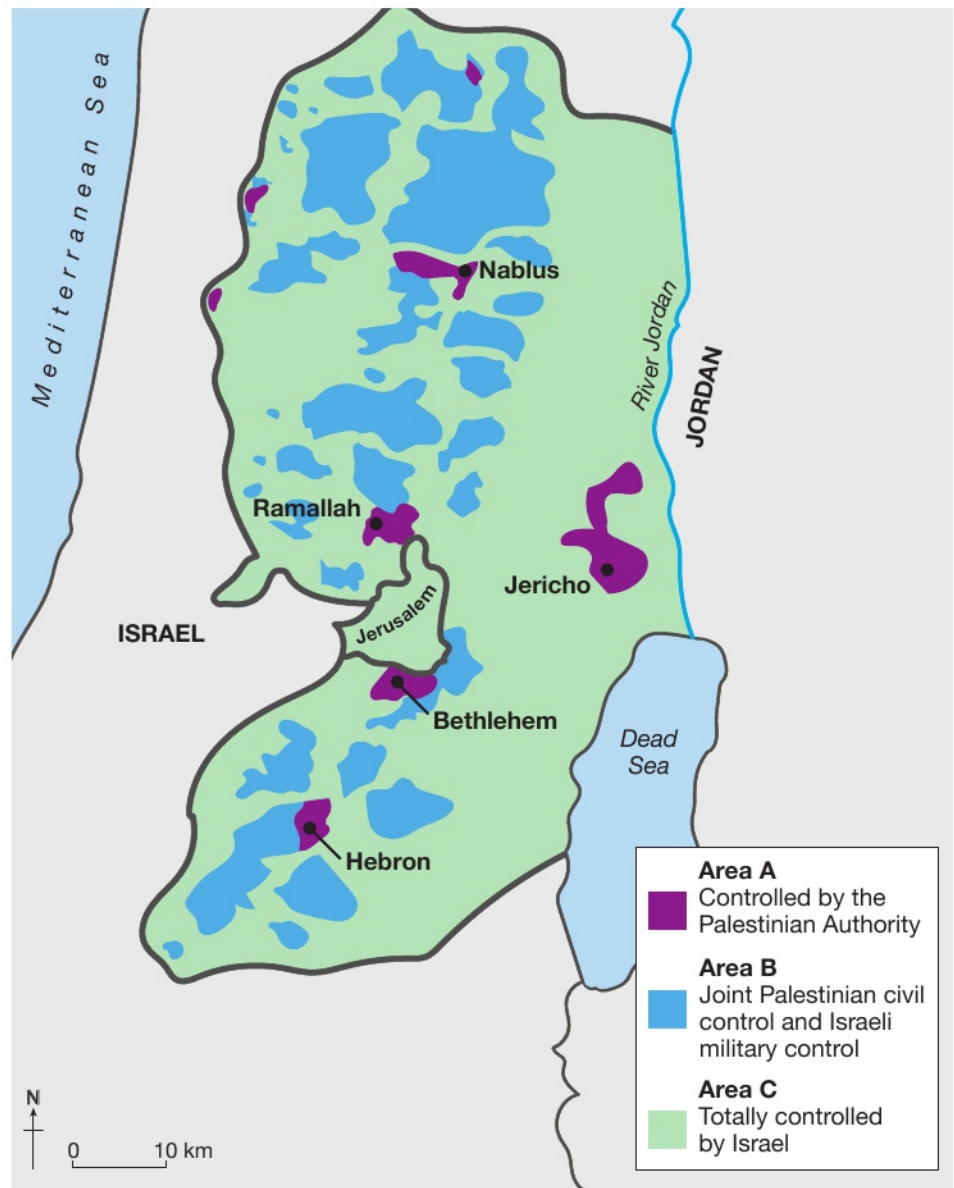 Mediterranean Sea
Nablus
River Jordan
JORDAN
Ramallah
Jericho
Jerusalem
ISRAEL
Bethlehem
Dead
Sea
Hebron
Area A
Controlled by the
Palestinian Authority
Area B
Joint Palestinian civil
control and Israeli
military control
Area C
Totally controlled
by Israel
N
0 10 km